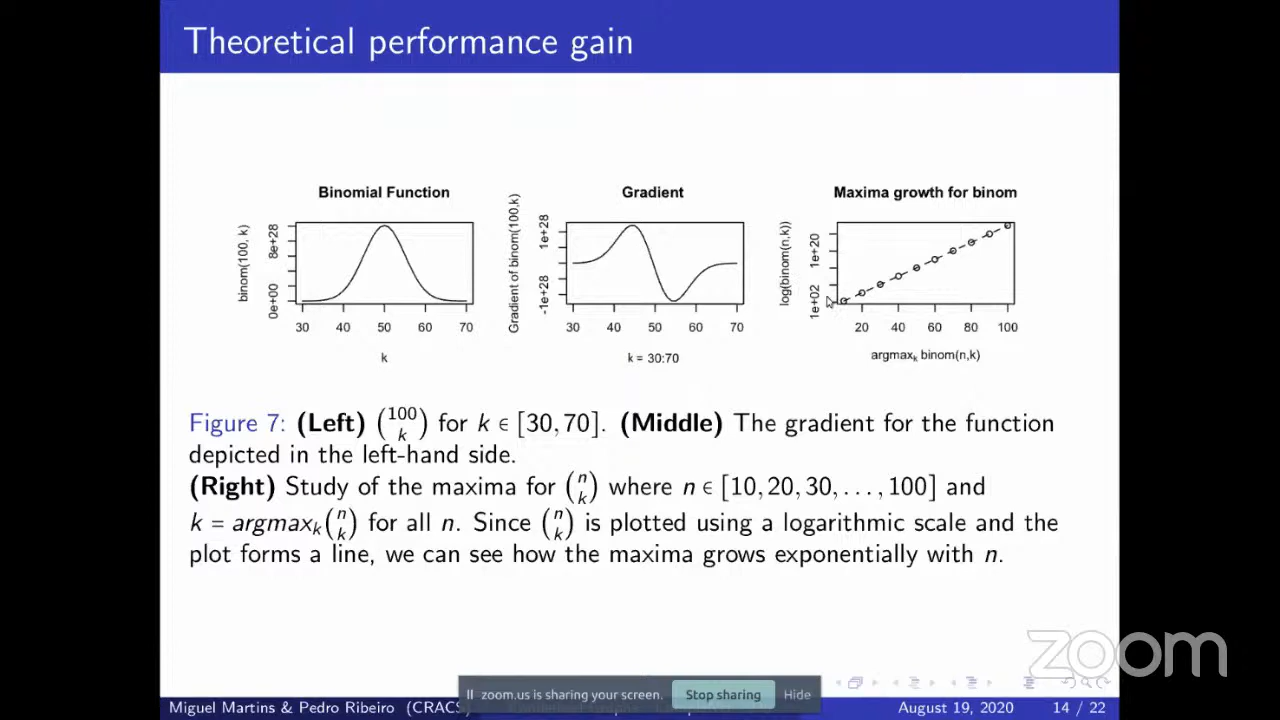 Theoretical performance gain
Binomial Function
Gradient
Maxima growth for binom
binom(100, k)
0e+00
8e+28
30 40 50 60 70
k
Gradient of binom(100,k)
-1e+28
1e+28
30 40 50 60 70
k = 30:70
log(binom(n,k))
1e+02
1e+20
20 40 60 80 100
argmaxₖ binom(n,k)
Figure 7: (Left) (100 k) for k ∈ [30, 70]. (Middle) The gradient for the function
depicted in the left-hand side.
(Right) Study of the maxima for (n k) where n ∈ [10, 20, 30, . . . , 100] and
k = argmaxₖ(n k) for all n. Since (n k) is plotted using a logarithmic scale and the
plot forms a line, we can see how the maxima grows exponentially with n.
zoom
zoom.us is sharing your screen. Stop sharing Hide
Miguel Martins & Pedro Ribeiro (CRACS
August 19, 2020
14 / 22